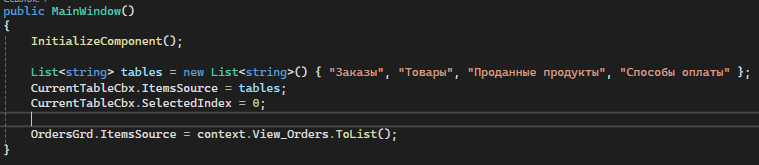 public MainWindow()
{
InitializeComponent();
List<string> tables = new List<string>() { "Заказы", "Товары", "Проданные продукты", "Способы оплаты" };
CurrentTableCbx.ItemsSource = tables;
CurrentTableCbx.SelectedIndex = 0;
OrdersGrd.ItemsSource = context.View_Orders.ToList();
}